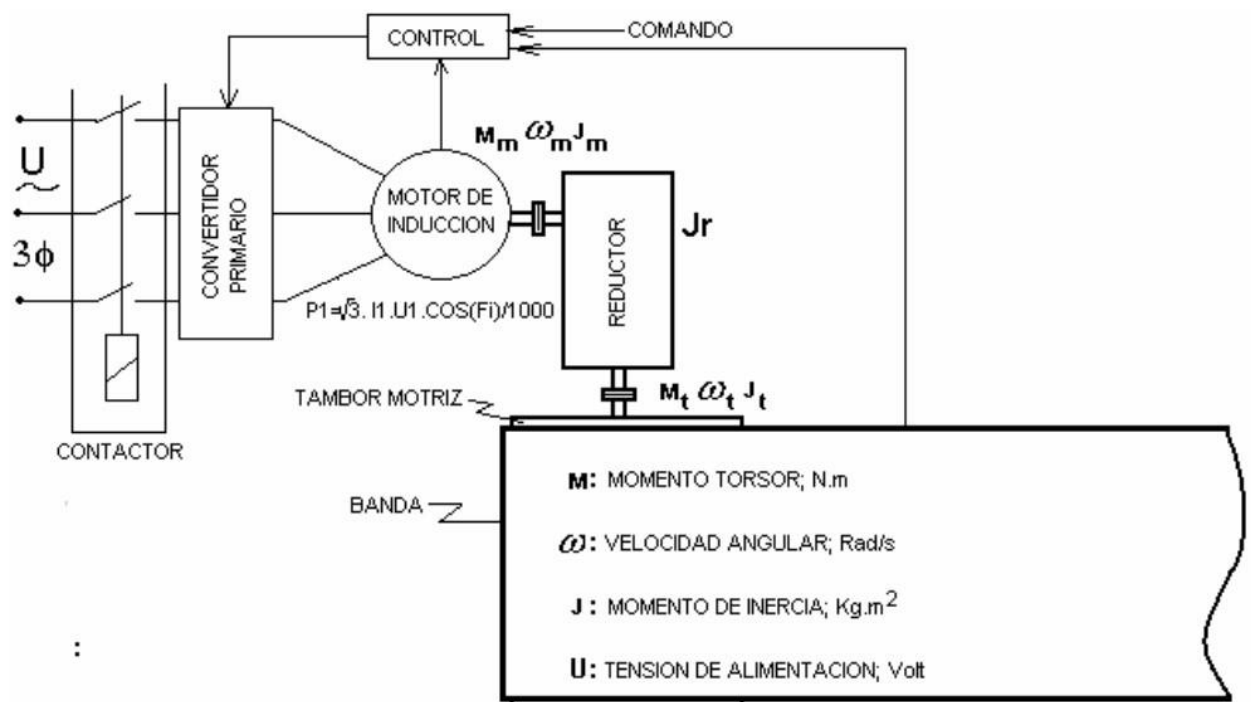 CONTROL
COMANDO
U
3ϕ
CONVERTIDOR
PRIMARIO
Mm ωm Jm
MOTOR DE
INDUCCION
REDUCTOR
Jr
P1=√3. I1.U1.COS(Fi)/1000
TAMBOR MOTRIZ
Mt ωt Jt
CONTACTOR
BANDA
M: MOMENTO TORSOR; N.m
ω: VELOCIDAD ANGULAR; Rad/s
J: MOMENTO DE INERCIA; Kg.m²
U: TENSION DE ALIMENTACION; Volt
: